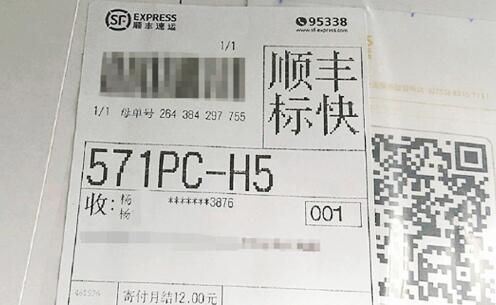 SF EXPRESS
顺丰速运
95338
www.sf-express.com
1/1
顺丰
标快
1/1 母单号 264 384 297 755
571PC-H5
收: 杨 *******3876
杨
001
寄付月结12.00元